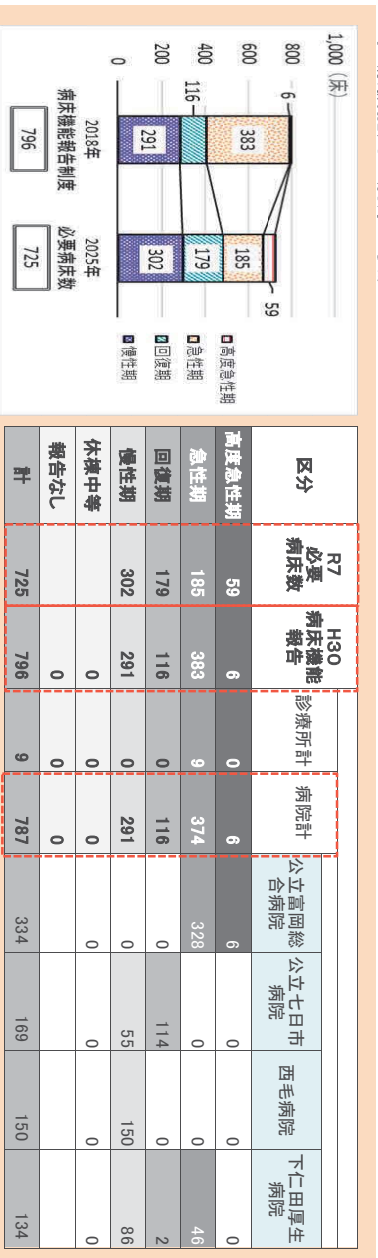 1,000 (床)
800
600
400
200
0
6
383
116
291
59
185
179
302
2018年
病床機能報告制度
796
2025年
必要病床数
725
高度急性期
急性期
回復期
慢性期
区分
R7
必要
病床数
H30
病床機能
報告
診療所計
病院計
公立富岡総
合病院
公立七日市
病院
西毛病院
下仁田厚生
病院
高度急性期 59 6 0 6 6 0 0 0
急性期 185 383 9 374 328 0 0 46
回復期 179 116 0 116 0 114 0 2
慢性期 302 291 0 291 0 55 150 86
休棟中等 0 0 0 0 0 0 0
報告なし 0 0 0
計 725 796 9 787 334 169 150 134